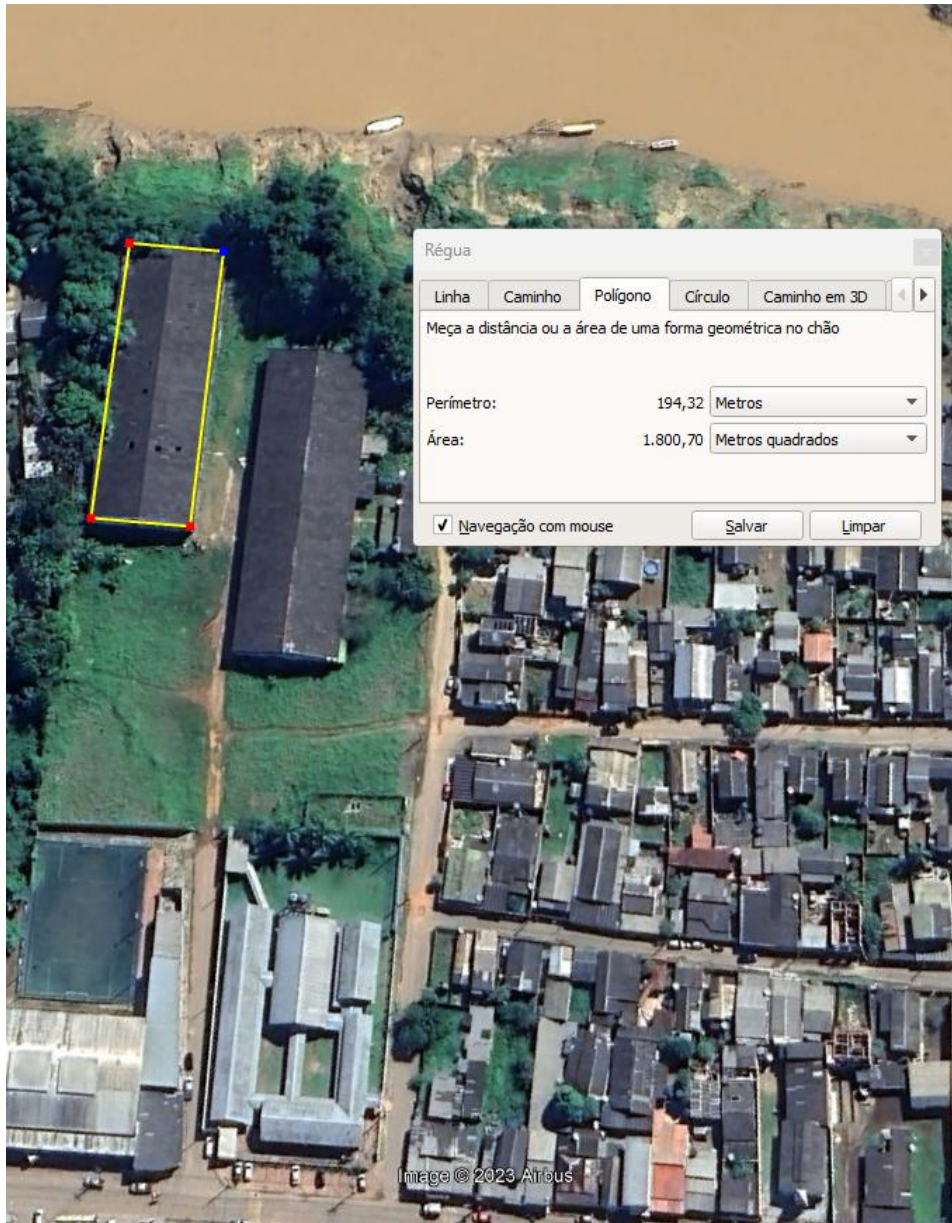 Régua
Linha Caminho Polígono Círculo Caminho em 3D
Meça a distância ou a área de uma forma geométrica no chão
Perímetro: 194,32 Metros
Área: 1.800,70 Metros quadrados
Navegação com mouse Salvar Limpar
Image © 2023 Airbus